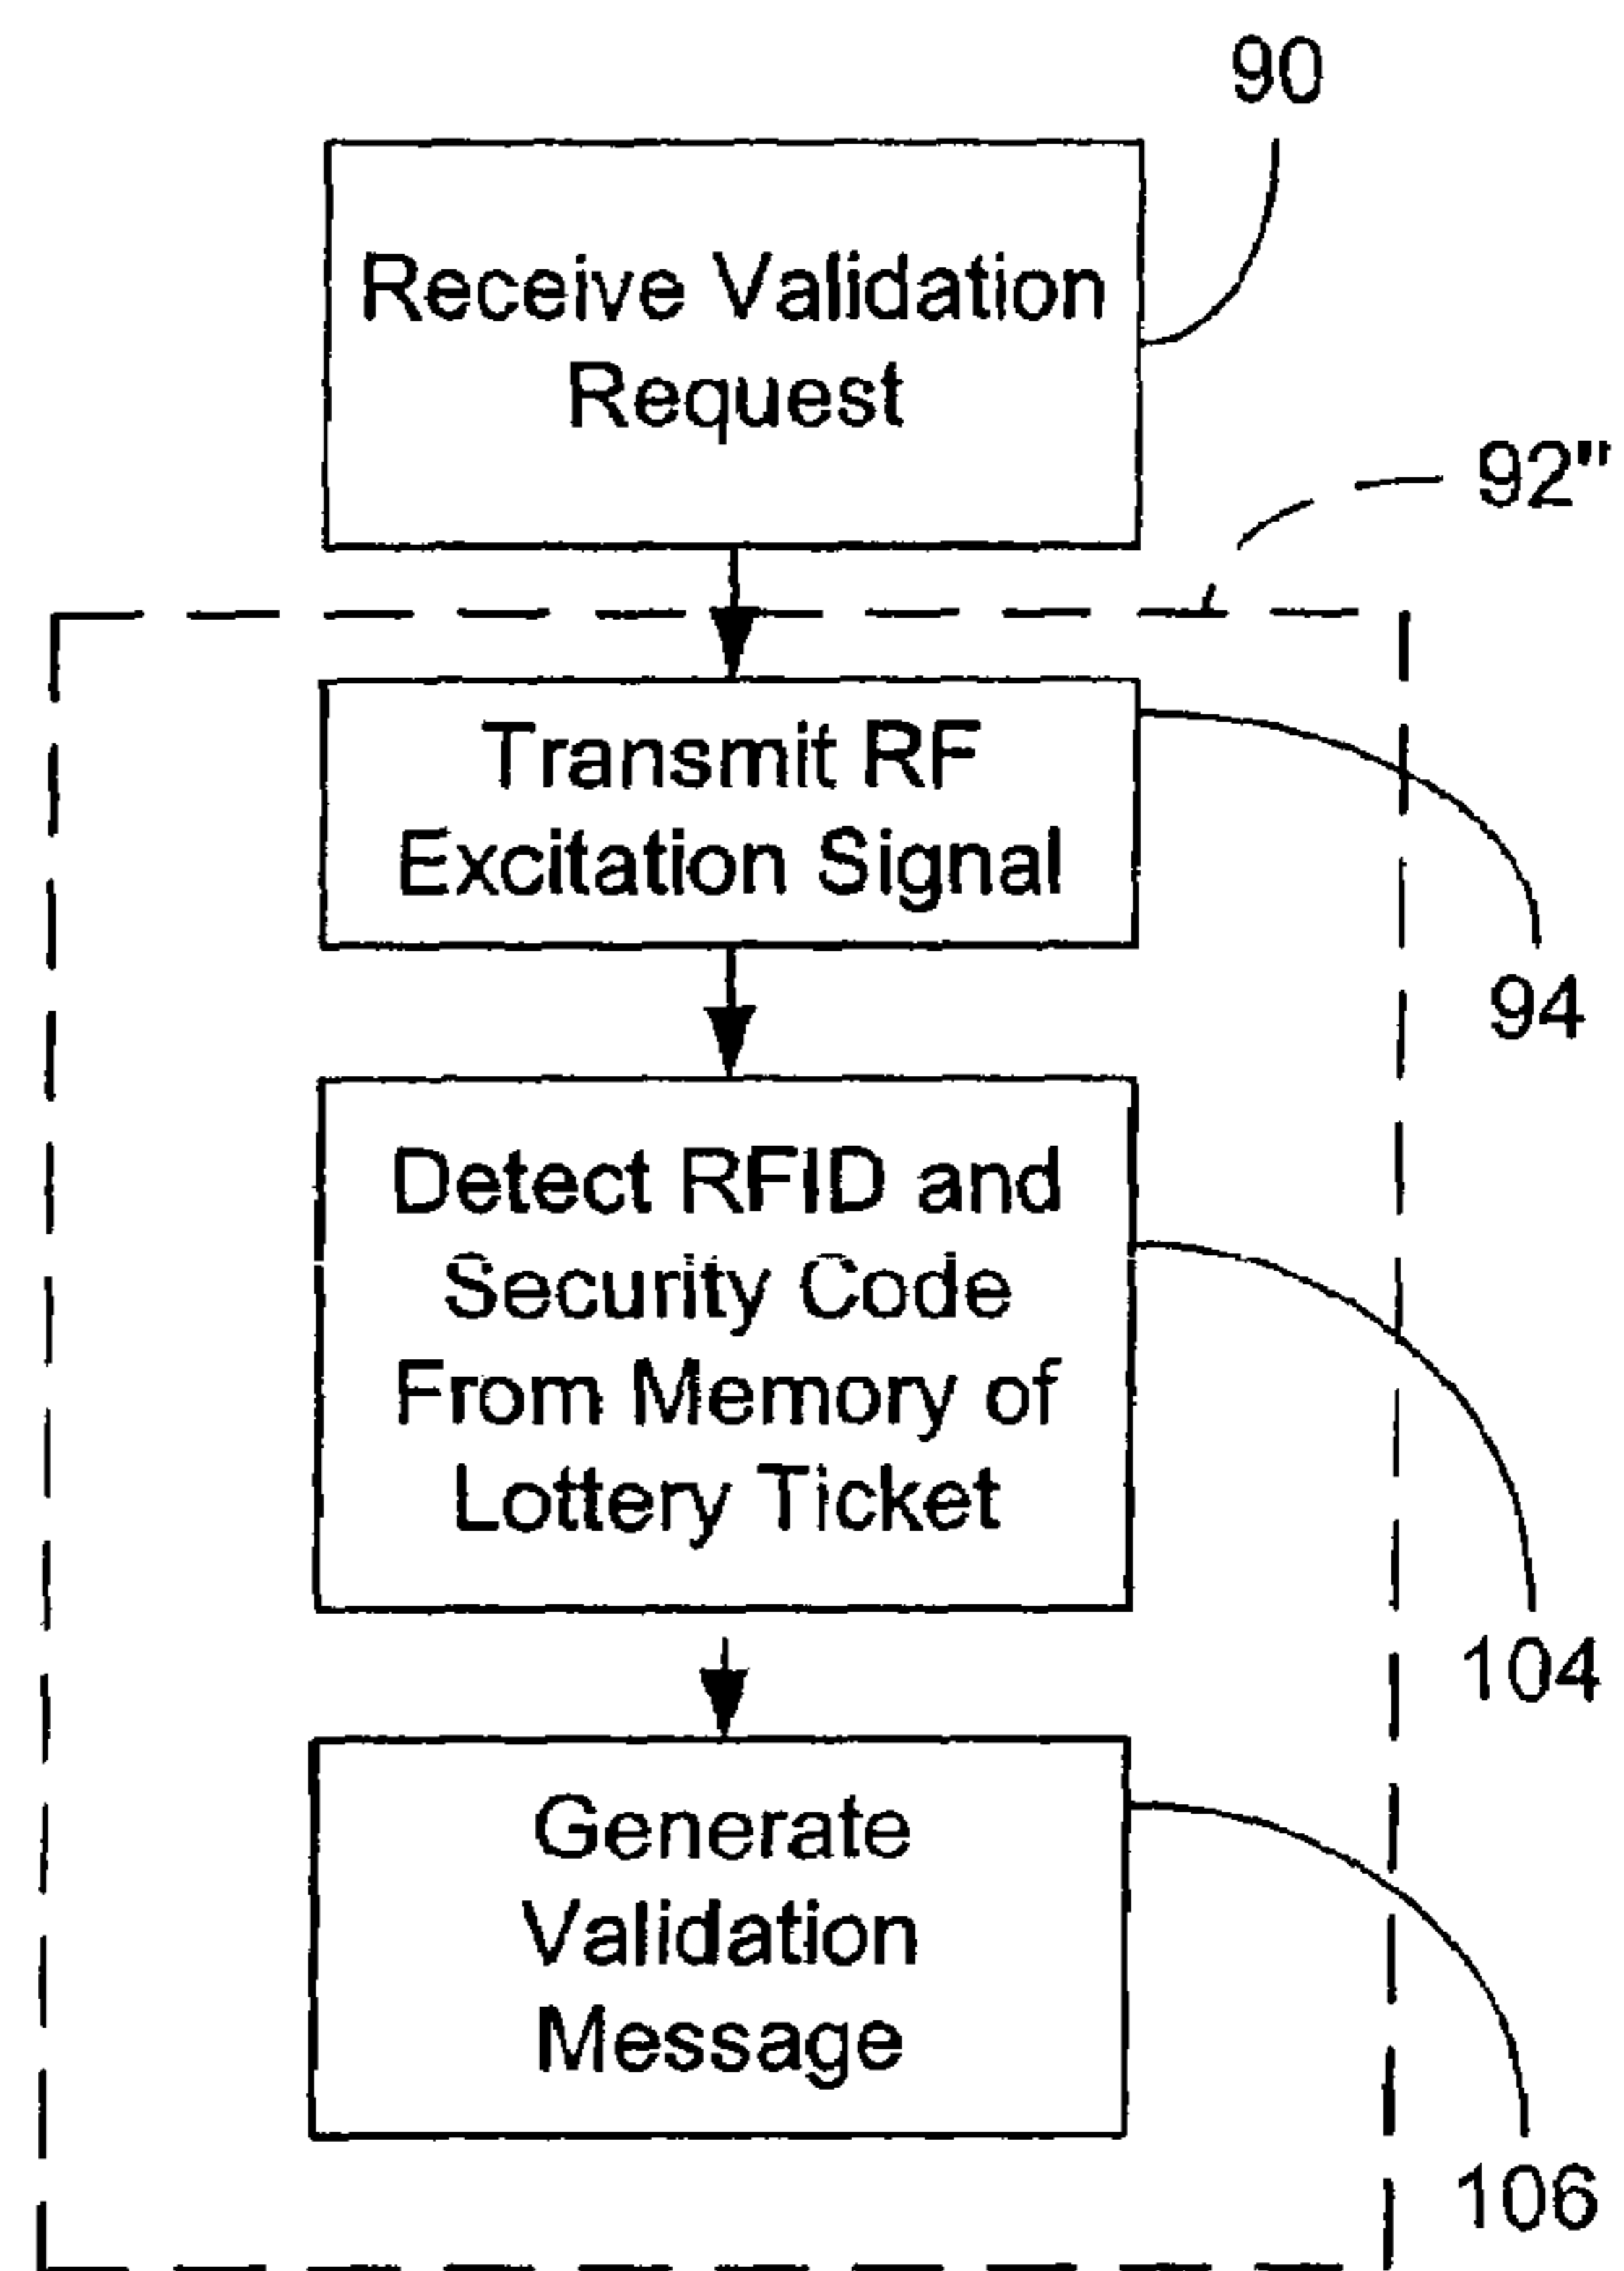 90
Receive Validation
Request
92"
Transmit RF
Excitation Signal
94
Detect RFID and
Security Code
From Memory of
Lottery Ticket
104
Generate
Validation
Message
106